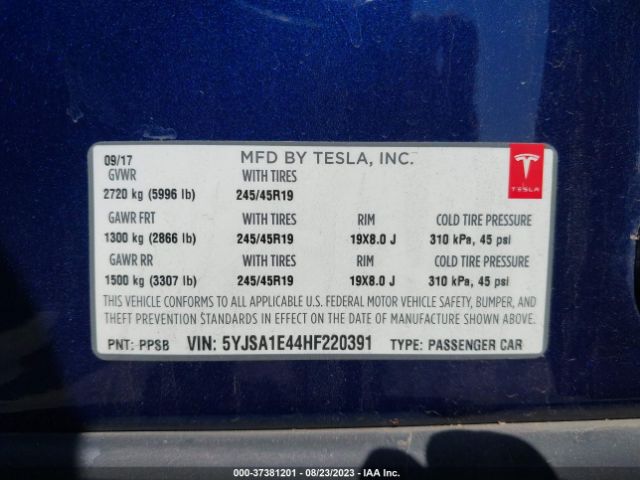 09/17 MFD BY TESLA, INC.
GVWR WITH TIRES
2720 kg (5996 lb) 245/45R19
TESLA
GAWR FRT WITH TIRES RIM COLD TIRE PRESSURE
1300 kg (2866 lb) 245/45R19 19X8.0 J 310 kPa, 45 psi
GAWR RR WITH TIRES RIM COLD TIRE PRESSURE
1500 kg (3307 lb) 245/45R19 19X8.0 J 310 kPa, 45 psi
THIS VEHICLE CONFORMS TO ALL APPLICABLE U.S. FEDERAL MOTOR VEHICLE SAFETY, BUMPER, AND
THEFT PREVENTION STANDARDS IN EFFECT ON THE DATE OF MANUFACTURE SHOWN ABOVE.
PNT: PPSB VIN: 5YJSA1E44HF220391 TYPE: PASSENGER CAR
000-37381201 - 08/23/2023 - IAA Inc.